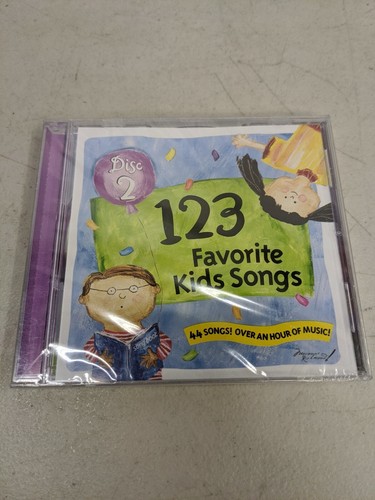 Disc
2
123
Favorite
Kids Songs
44 SONGS! OVER AN HOUR OF MUSIC!